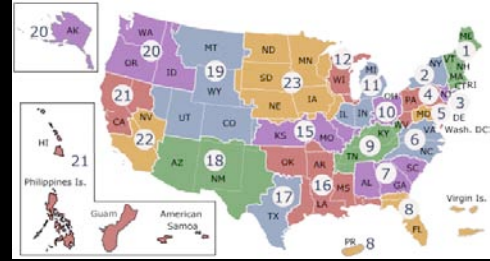 20
AK
WA
20
OR
ID
MT
19
WY
ND
MN
SD
23
NE
IA
12
WI
MI
11
ME
1
VT
NH
MA
CT RI
NY
2
PA
4
NJ
3
DE
MD
5
Wash. DC
OH
10
IL
IN
WV
VA
6
NC
KY
9
TN
21
CA
NV
22
UT
CO
KS
15
MO
AZ
18
NM
OK
AR
16
MS
LA
17
TX
AL
7
GA
SC
8
FL
HI
21
Philippines Is.
Guam
American
Samoa
PR
8
Virgin Is.